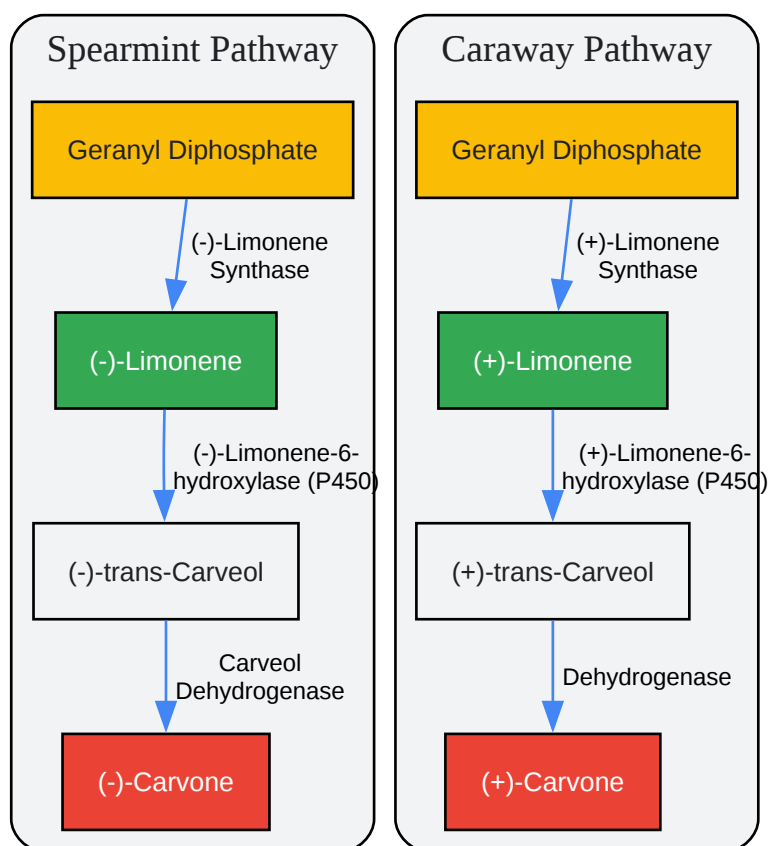 Spearmint Pathway
Geranyl Diphosphate
(-)-Limonene
Synthase
(-)-Limonene
(-)-Limonene-6-
hydroxylase (P450)
(-)-trans-Carveol
Carveol
Dehydrogenase
(-)-Carvone
Caraway Pathway
Geranyl Diphosphate
(+)-Limonene
Synthase
(+)-Limonene
(+)-Limonene-6-
hydroxylase (P450)
(+)-trans-Carveol
Dehydrogenase
(+)-Carvone